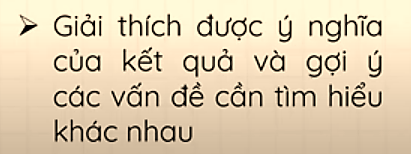 ➢ Giải thích được ý nghĩa
của kết quả và gợi ý
các vấn đề cần tìm hiểu
khác nhau